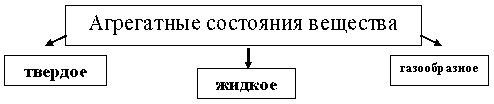 Агрегатные состояния вещества
твердое
жидкое
газообразное